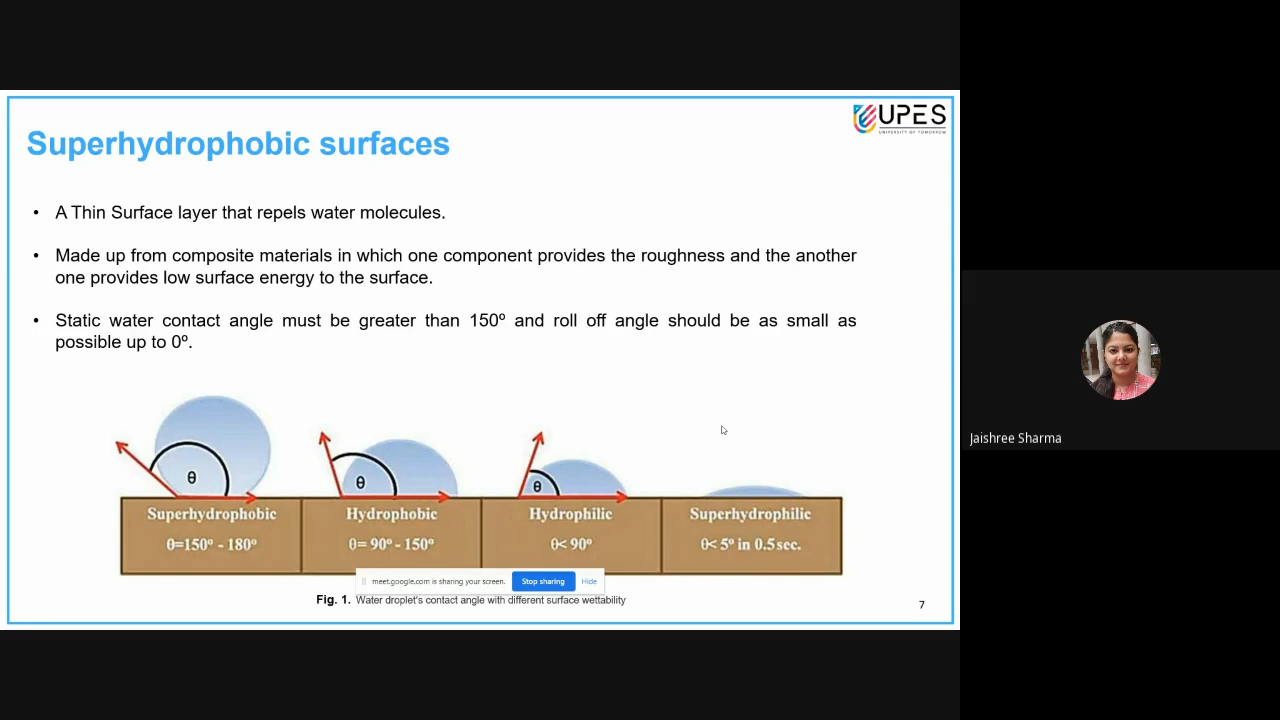 UPES
UNIVERSITY OF TOMORROW
Superhydrophobic surfaces
• A Thin Surface layer that repels water molecules.
• Made up from composite materials in which one component provides the roughness and the another
one provides low surface energy to the surface.
• Static water contact angle must be greater than 150º and roll off angle should be as small as
possible up to 0º.
θ
θ
θ
Superhydrophobic
θ=150º - 180º
Hydrophobic
θ= 90º - 150º
Hydrophilic
θ< 90º
Superhydrophilic
θ< 5º in 0.5 sec.
meet.google.com is sharing your screen.
Stop sharing
Hide
Fig. 1. Water droplet's contact angle with different surface wettability
7
Jaishree Sharma